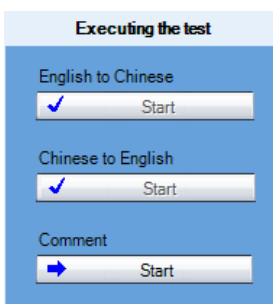 Executing the test
English to Chinese
Start
Chinese to English
Start
Comment
Start